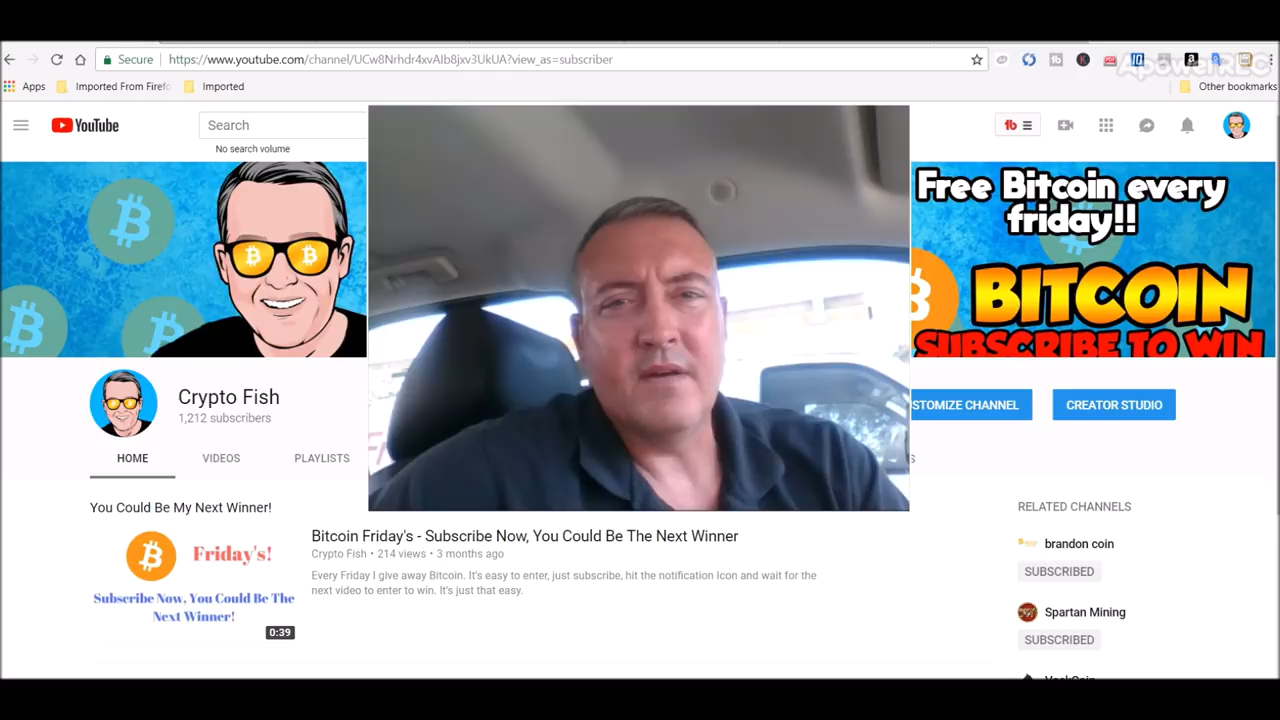 Secure
https://www.youtube.com/channel/UCw8Nrhdr4xvAIb8jxv3UkUA?view_as=subscriber
ApowerREC
Apps
Imported From Firefo
Imported
Other bookmarks
YouTube
Search
No search volume
Free Bitcoin every
friday!!
BITCOIN
SUBSCRIBE TO WIN
Crypto Fish
1,212 subscribers
STOMIZE CHANNEL
CREATOR STUDIO
HOME
VIDEOS
PLAYLISTS
S
You Could Be My Next Winner!
Friday's!
Subscribe Now, You Could Be The
Next Winner!
0:39
Bitcoin Friday's - Subscribe Now, You Could Be The Next Winner
Crypto Fish • 214 views • 3 months ago
Every Friday I give away Bitcoin. It's easy to enter, just subscribe, hit the notification Icon and wait for the
next video to enter to win. It's just that easy.
RELATED CHANNELS
brandon coin
SUBSCRIBED
Spartan Mining
SUBSCRIBED